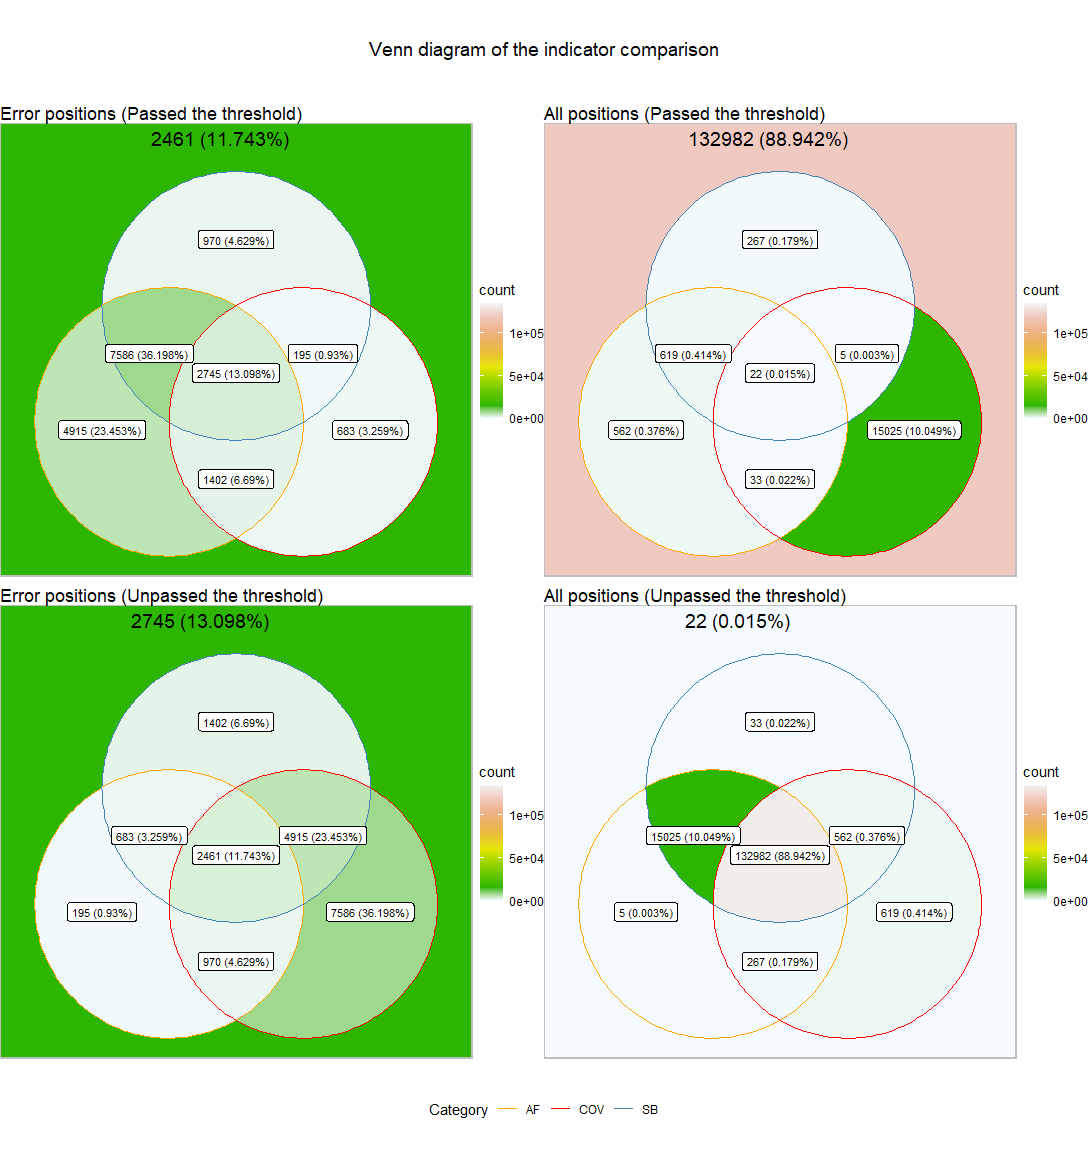 Venn diagram of the indicator comparison
Error positions (Passed the threshold)
2461 (11.743%)
970 (4.629%)
7586 (36.198%)
195 (0.93%)
2745 (13.098%)
4915 (23.453%)
683 (3.259%)
1402 (6.69%)
count
1e+05
5e+04
0e+00
All positions (Passed the threshold)
132982 (88.942%)
267 (0.179%)
619 (0.414%)
5 (0.003%)
22 (0.015%)
562 (0.376%)
15025 (10.049%)
33 (0.022%)
count
1e+05
5e+04
0e+00
Error positions (Unpassed the threshold)
2745 (13.098%)
1402 (6.69%)
683 (3.259%)
4915 (23.453%)
2461 (11.743%)
195 (0.93%)
7586 (36.198%)
970 (4.629%)
count
1e+05
5e+04
0e+00
All positions (Unpassed the threshold)
22 (0.015%)
33 (0.022%)
15025 (10.049%)
562 (0.376%)
132982 (88.942%)
5 (0.003%)
619 (0.414%)
267 (0.179%)
count
1e+05
5e+04
0e+00
Category AF COV SB